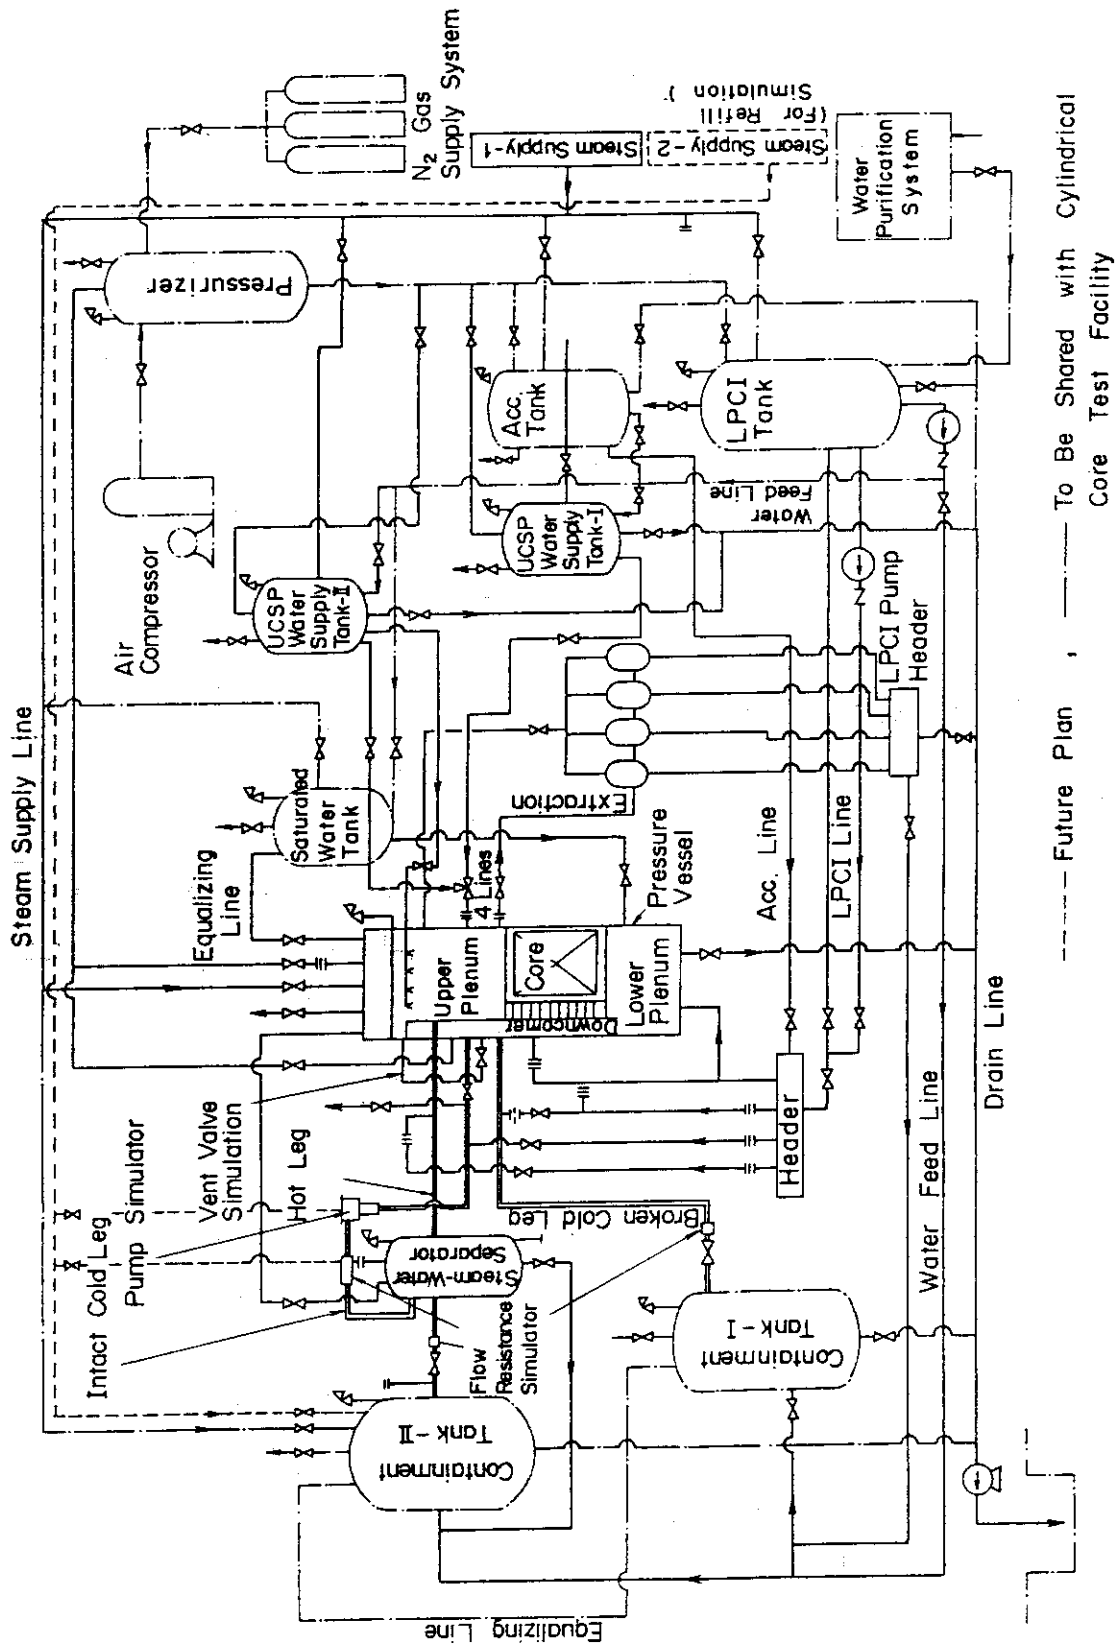 Steam Supply Line
Equalizing
Line
Intact Cold Leg
Pump Simulator
Vent Valve
Simulation
Hot Leg
Air
Compressor
Pressurizer
N₂ Gas
Supply System
Steam Supply-1
Steam Supply-2
(For Refill
Simulation)
Water
Purification
System
Saturated
Water
Tank
UCSP
Water
Supply
Tank-II
UCSP
Water
Supply
Tank-I
Acc.
Tank
LPCI
Tank
Water
Feed Line
Containment
Tank-II
Steam-Water
Separator
Flow
Resistance
Simulator
Upper
Plenum
Core
Downcomer
Lower
Plenum
4 Lines
Extraction
Pressure
Vessel
Broken Cold Leg
Containment
Tank-I
Header
Acc. Line
LPCI Line
LPCI Pump
Header
Water Feed Line
Drain Line
Equalizing Line
----- Future Plan , —— - —— To Be Shared with Cylindrical
Core Test Facility